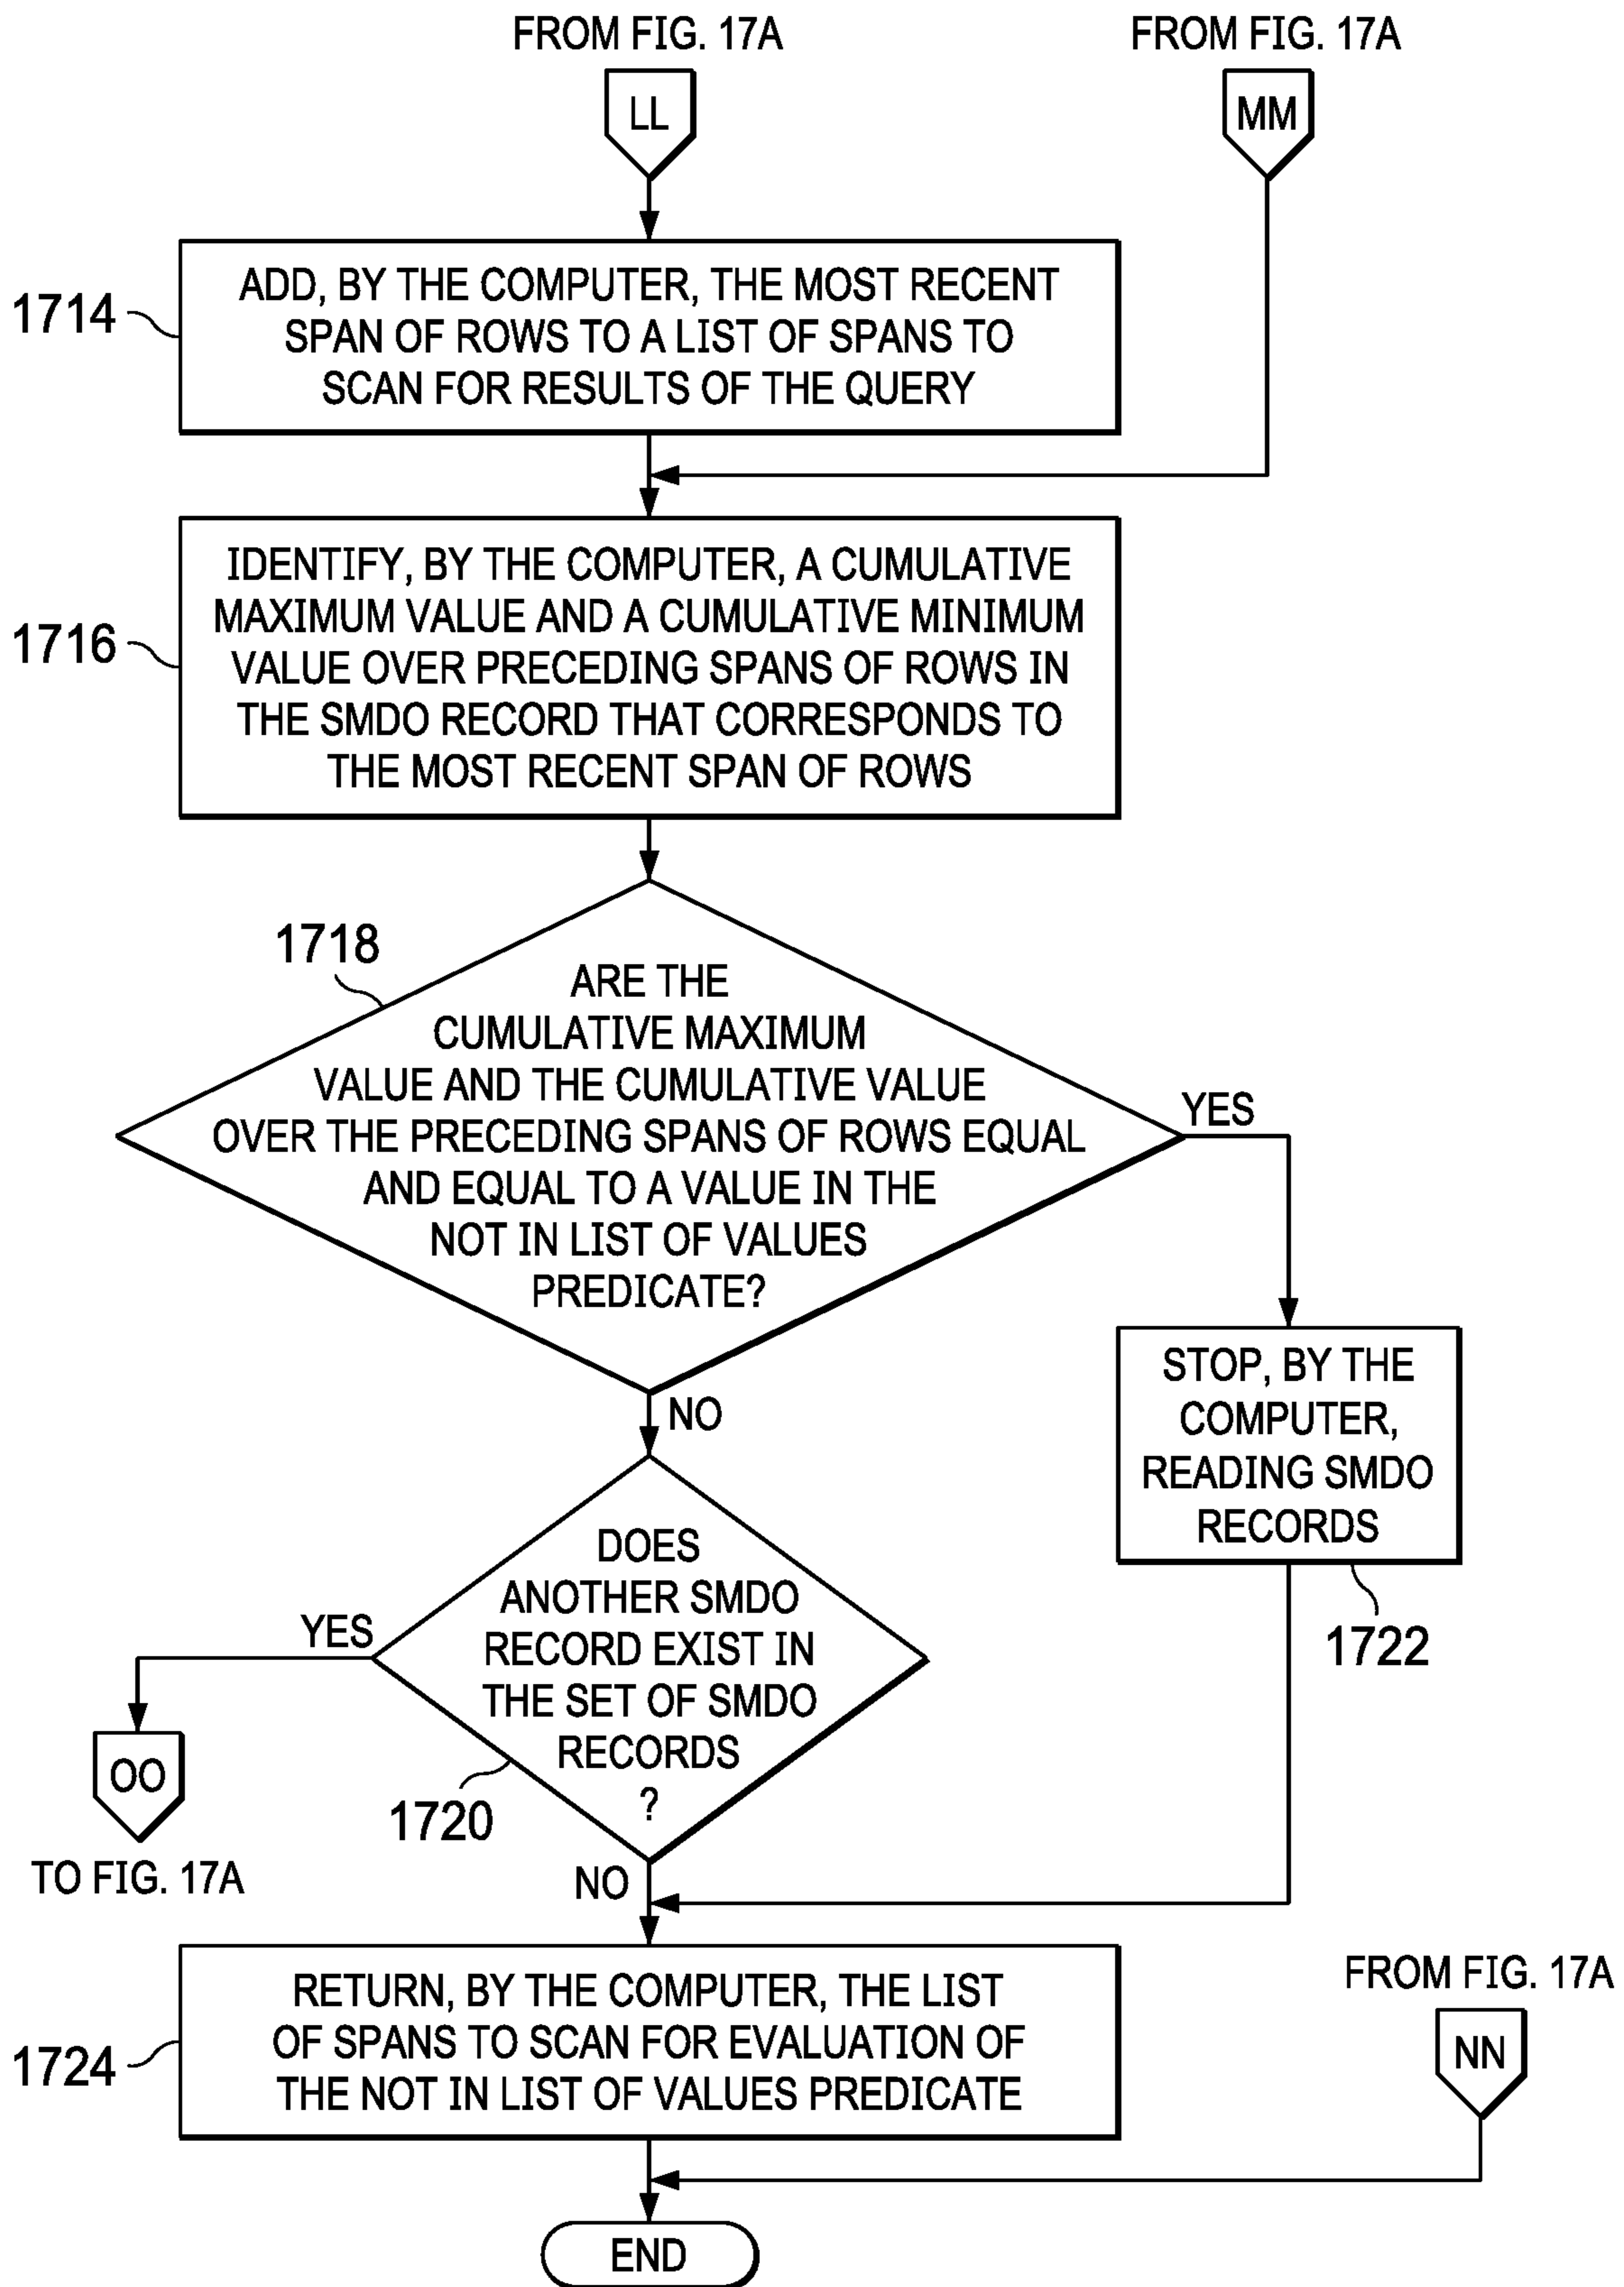 FROM FIG. 17A
FROM FIG. 17A
LL
MM
1714
ADD, BY THE COMPUTER, THE MOST RECENT
SPAN OF ROWS TO A LIST OF SPANS TO
SCAN FOR RESULTS OF THE QUERY
1716
IDENTIFY, BY THE COMPUTER, A CUMULATIVE
MAXIMUM VALUE AND A CUMULATIVE MINIMUM
VALUE OVER PRECEDING SPANS OF ROWS IN
THE SMDO RECORD THAT CORRESPONDS TO
THE MOST RECENT SPAN OF ROWS
1718
ARE THE
CUMULATIVE MAXIMUM
VALUE AND THE CUMULATIVE VALUE
OVER THE PRECEDING SPANS OF ROWS EQUAL
AND EQUAL TO A VALUE IN THE
NOT IN LIST OF VALUES
PREDICATE?
YES
NO
STOP, BY THE
COMPUTER,
READING SMDO
RECORDS
1722
DOES
ANOTHER SMDO
RECORD EXIST IN
THE SET OF SMDO
RECORDS
?
YES
1720
OO
TO FIG. 17A
NO
1724
RETURN, BY THE COMPUTER, THE LIST
OF SPANS TO SCAN FOR EVALUATION OF
THE NOT IN LIST OF VALUES PREDICATE
FROM FIG. 17A
NN
END